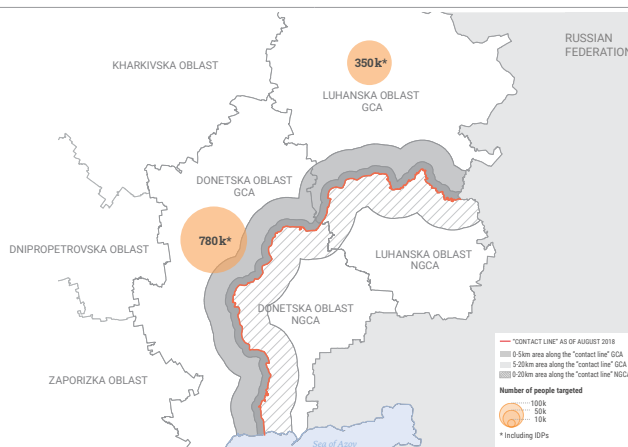 RUSSIAN
FEDERATION
KHARKIVSKA OBLAST
350k*
LUHANSKA OBLAST
GCA
DONETSKA OBLAST
GCA
780k*
DNIPROPETROVSKA OBLAST
LUHANSKA OBLAST
NGCA
DONETSKA OBLAST
NGCA
ZAPORIZKA OBLAST
Sea of Azov
"CONTACT LINE" AS OF AUGUST 2018
0-5km area along the "contact line" GCA
5-20km area along the "contact line" GCA
0-20km area along the "contact line" NGCA
Number of people targeted
100k
50k
10k
* Including IDPs